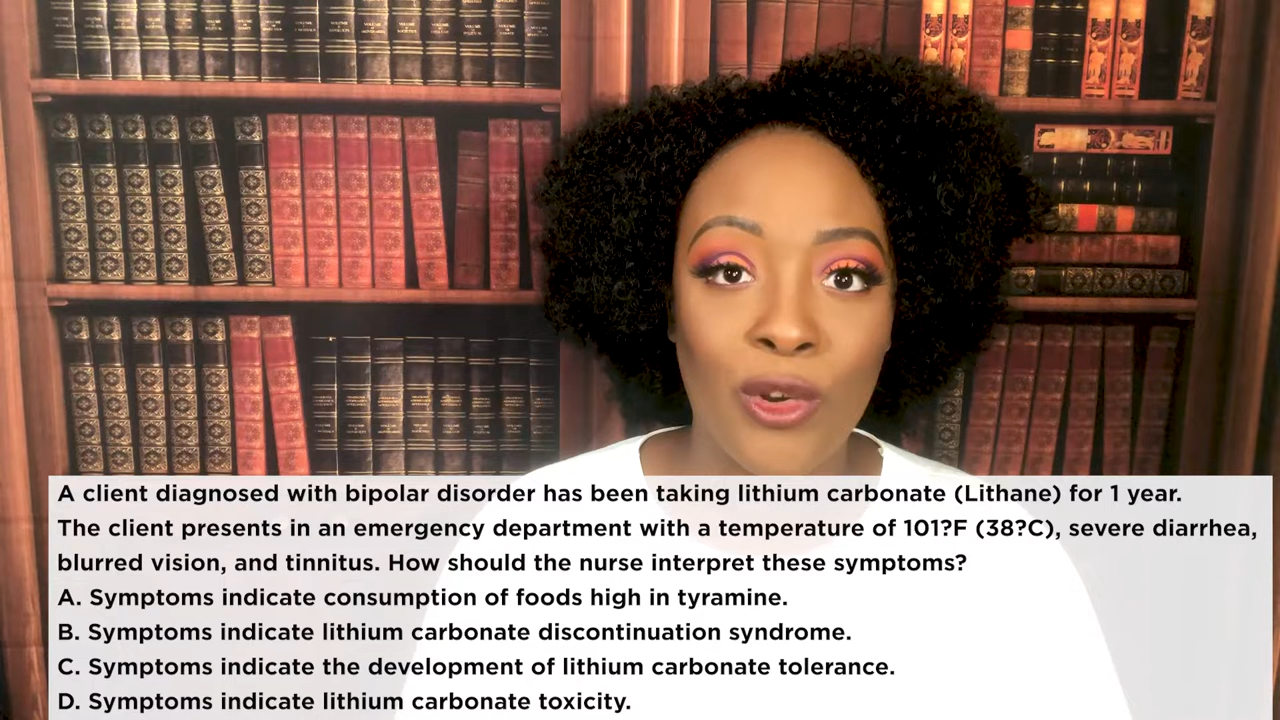 A client diagnosed with bipolar disorder has been taking lithium carbonate (Lithane) for 1 year.
The client presents in an emergency department with a temperature of 101?F (38?C), severe diarrhea,
blurred vision, and tinnitus. How should the nurse interpret these symptoms?
A. Symptoms indicate consumption of foods high in tyramine.
B. Symptoms indicate lithium carbonate discontinuation syndrome.
C. Symptoms indicate the development of lithium carbonate tolerance.
D. Symptoms indicate lithium carbonate toxicity.